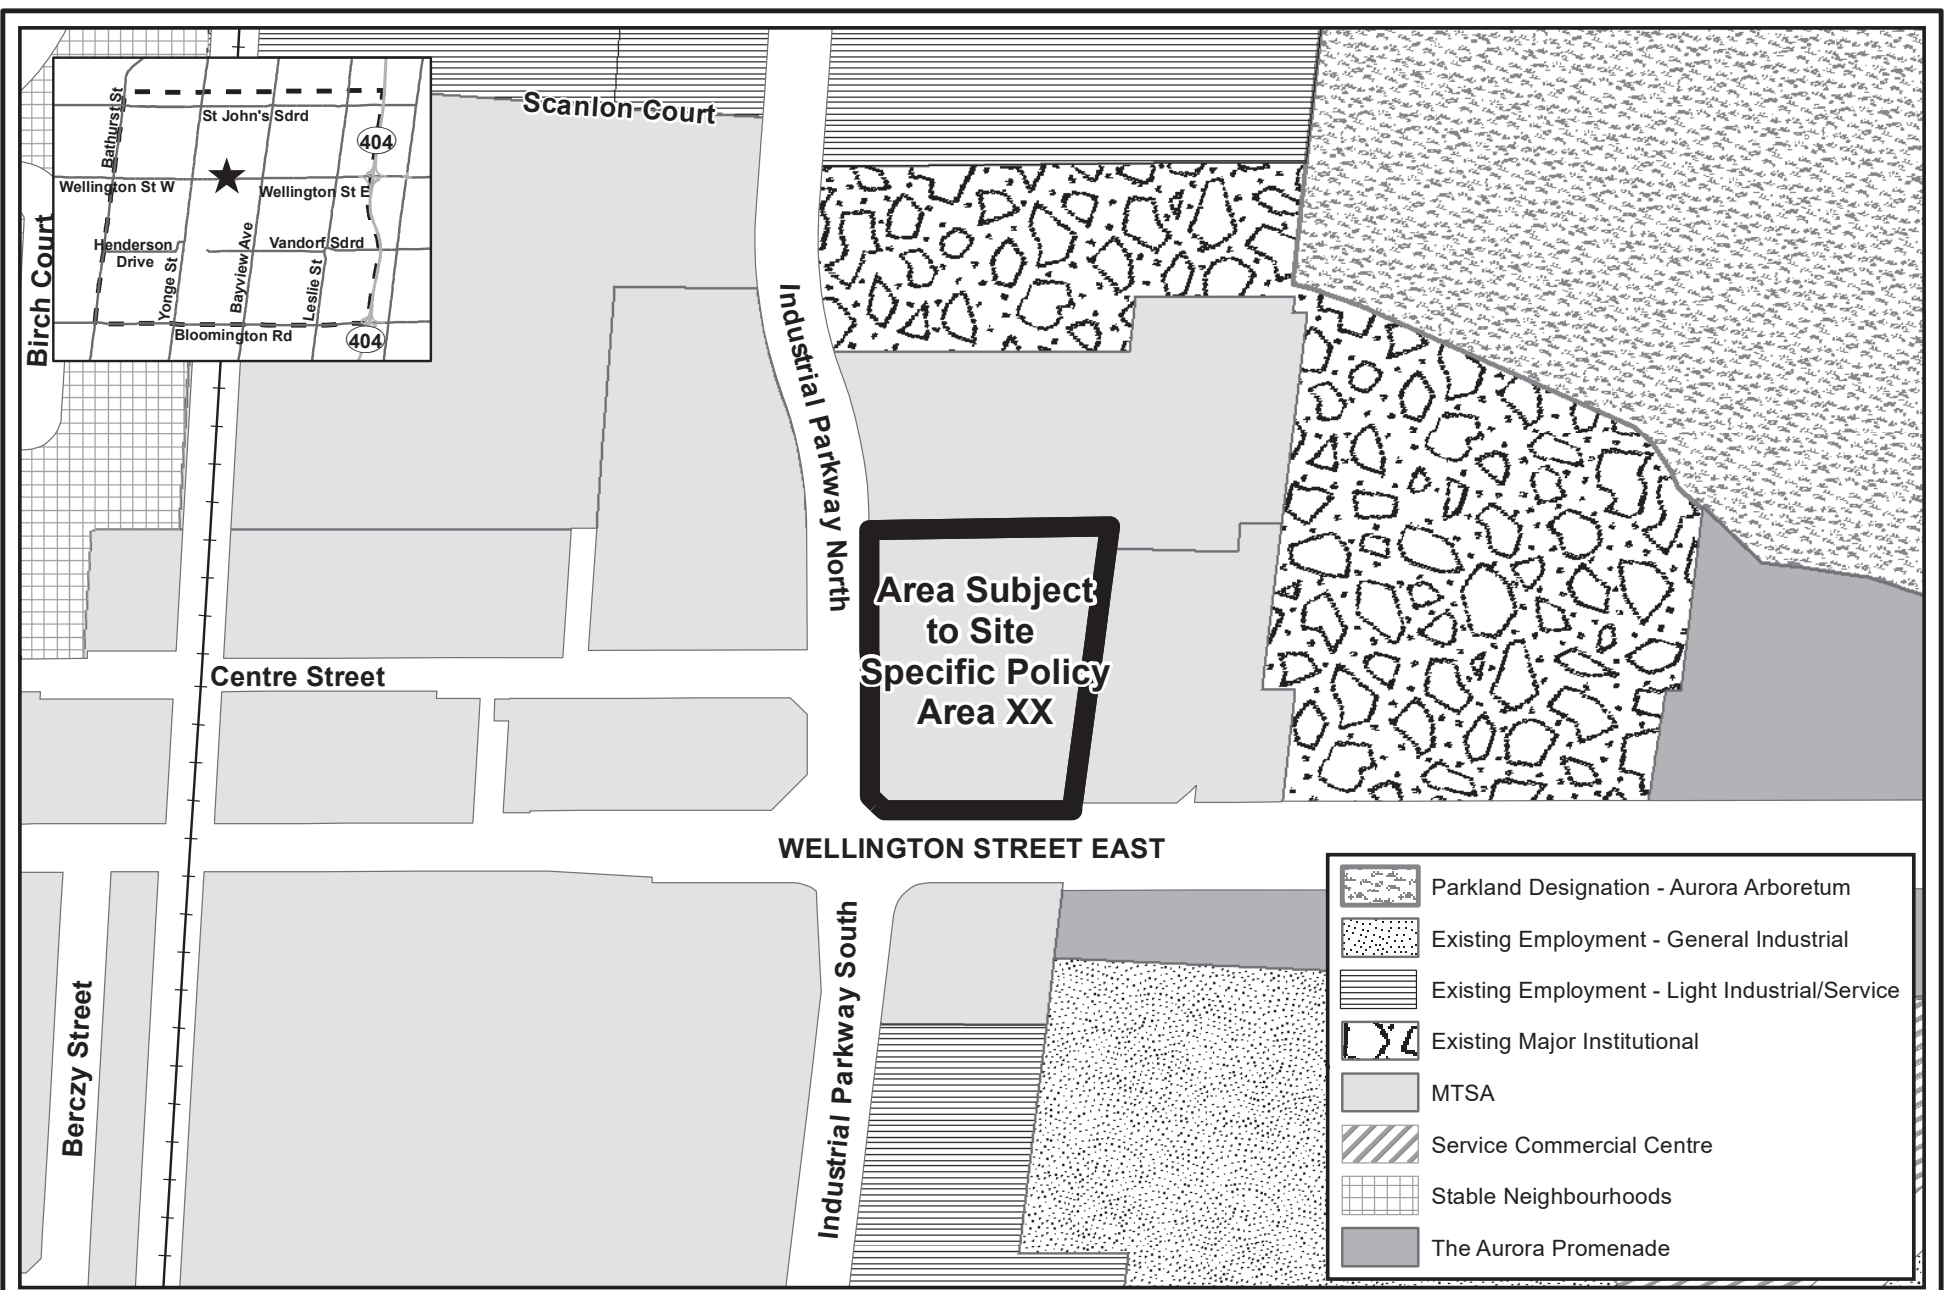 Scanlon Court
St John's Sdrd
Bathurst St
404
Wellington St W
Wellington St E
Henderson
Drive
Vandorf Sdrd
Yonge St
Bayview Ave
Leslie St
Bloomington Rd
404
Birch Court
Industrial Parkway North
Area Subject
to Site
Specific Policy
Area XX
Centre Street
WELLINGTON STREET EAST
Berczy Street
Industrial Parkway South
Parkland Designation - Aurora Arboretum
Existing Employment - General Industrial
Existing Employment - Light Industrial/Service
Existing Major Institutional
MTSA
Service Commercial Centre
Stable Neighbourhoods
The Aurora Promenade